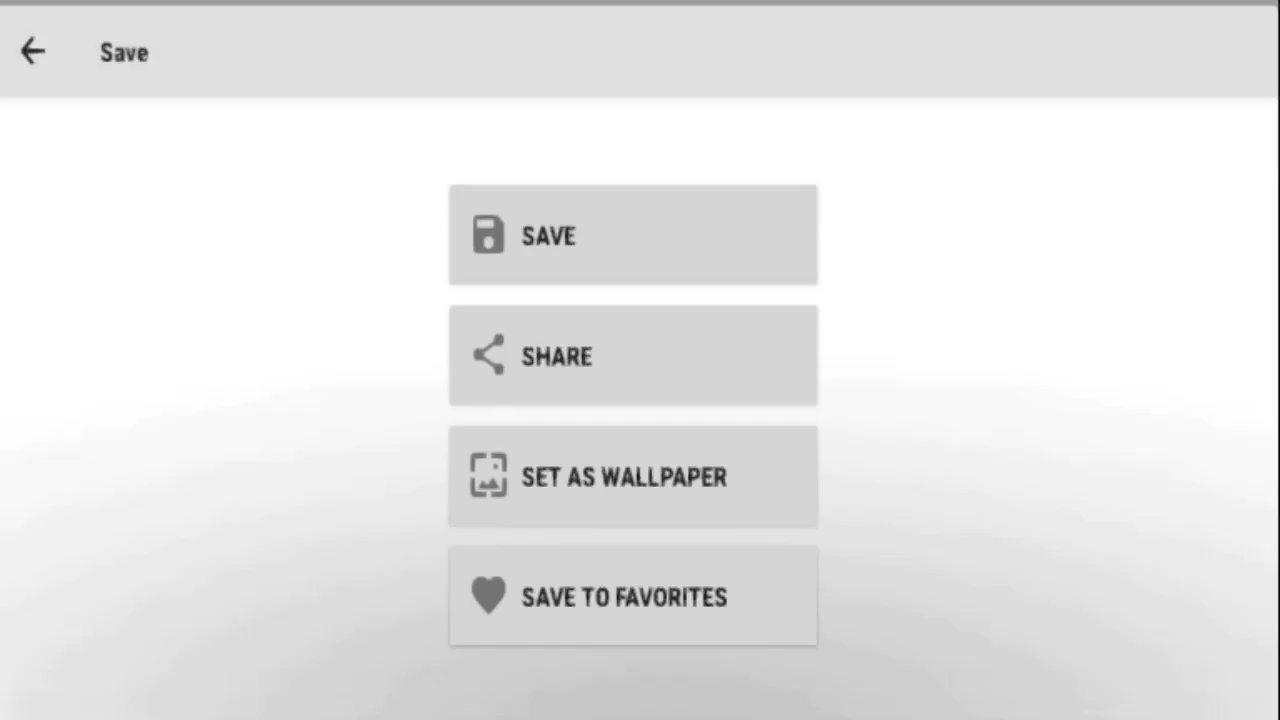 Save
SAVE
SHARE
SET AS WALLPAPER
SAVE TO FAVORITES